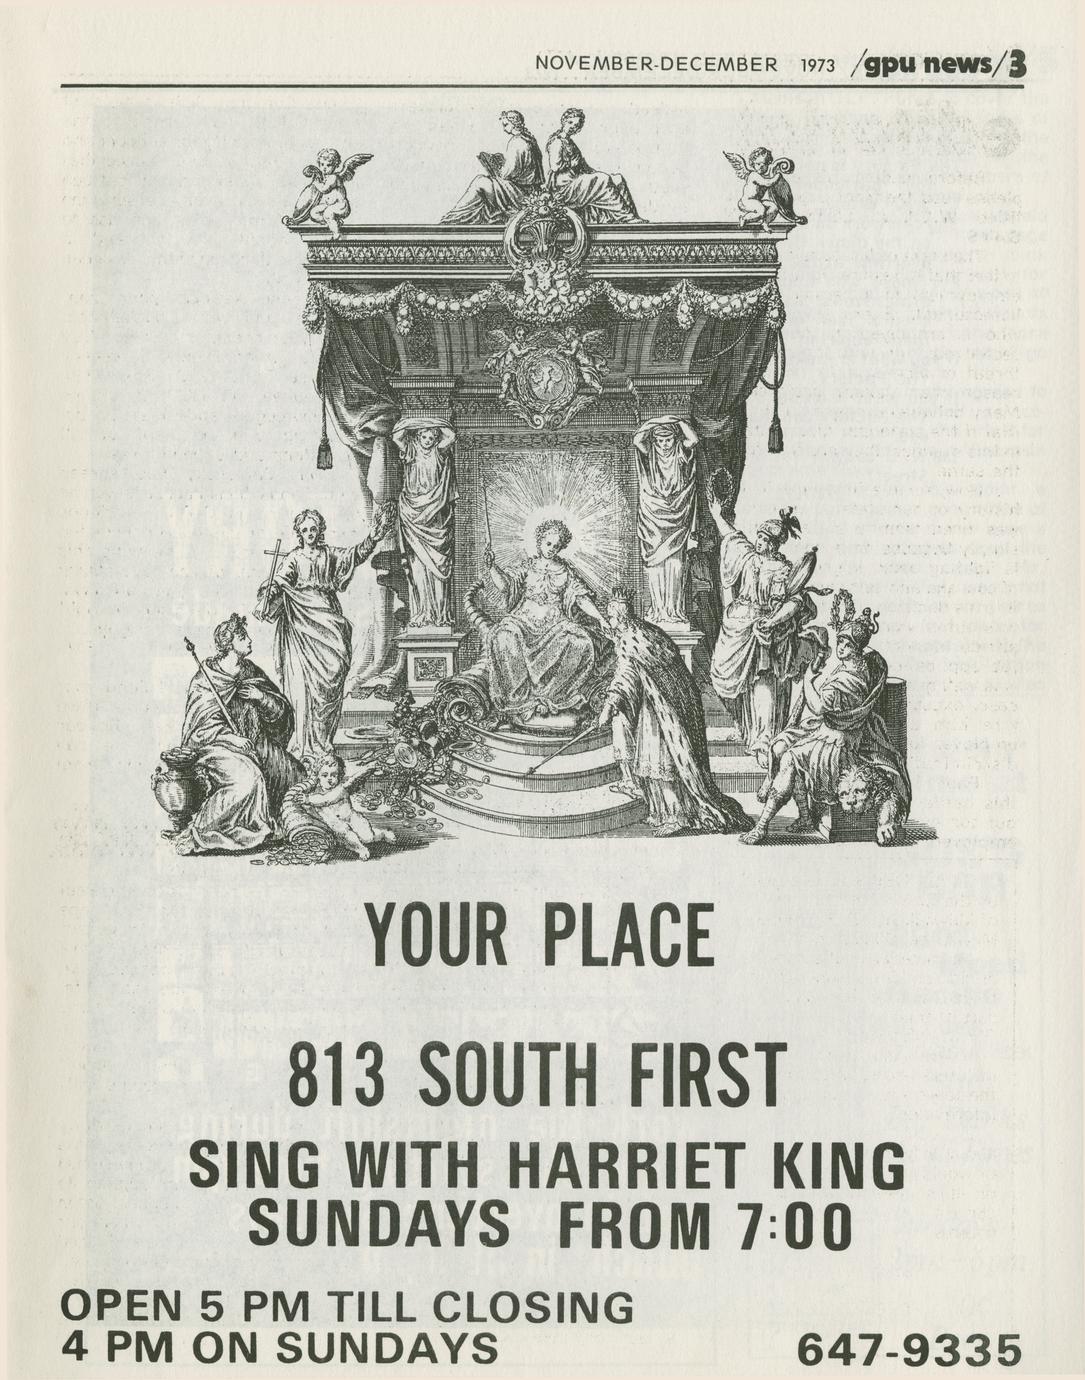 NOVEMBER-DECEMBER 1973 /gpu news/3
YOUR PLACE
813 SOUTH FIRST
SING WITH HARRIET KING
SUNDAYS FROM 7:00
OPEN 5 PM TILL CLOSING
4 PM ON SUNDAYS
647-9335